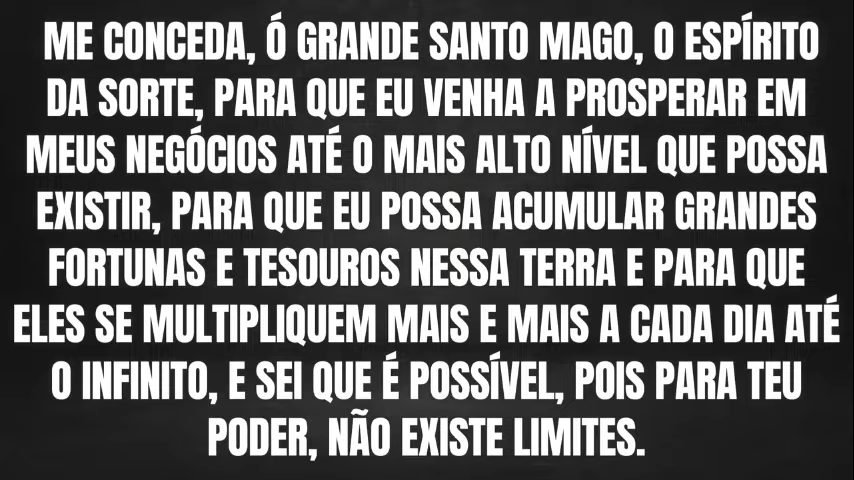 ME CONCEDA, Ó GRANDE SANTO MAGO, O ESPÍRITO
DA SORTE, PARA QUE EU VENHA A PROSPERAR EM
MEUS NEGÓCIOS ATÉ O MAIS ALTO NÍVEL QUE POSSA
EXISTIR, PARA QUE EU POSSA ACUMULAR GRANDES
FORTUNAS E TESOUROS NESSA TERRA E PARA QUE
ELES SE MULTIPLIQUEM MAIS E MAIS A CADA DIA ATÉ
O INFINITO, E SEI QUE É POSSÍVEL, POIS PARA TEU
PODER, NÃO EXISTE LIMITES.